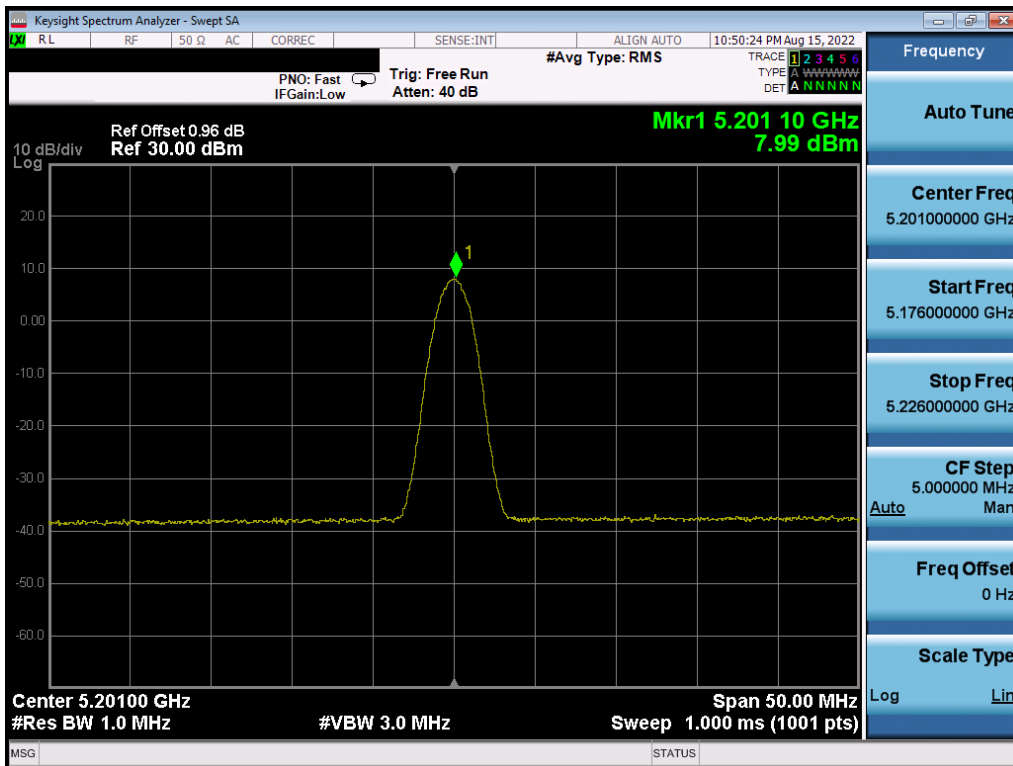 Keysight Spectrum Analyzer - Swept SA
LXI RL RF 50 Ω AC CORREC SENSE:INT ALIGN AUTO 10:50:24 PM Aug 15, 2022
#Avg Type: RMS
TRACE 1 2 3 4 5 6
TYPE A WWWWW
DET A N N N N N
PNO: Fast
IFGain:Low
Trig: Free Run
Atten: 40 dB
Mkr1 5.201 10 GHz
7.99 dBm
Ref Offset 0.96 dB
10 dB/div Ref 30.00 dBm
Log
20.0
10.0
0.00
-10.0
-20.0
-30.0
-40.0
-50.0
-60.0
1
Center 5.20100 GHz Span 50.00 MHz
#Res BW 1.0 MHz #VBW 3.0 MHz Sweep 1.000 ms (1001 pts)
MSG STATUS
Frequency
Auto Tune
Center Freq
5.201000000 GHz
Start Freq
5.176000000 GHz
Stop Freq
5.226000000 GHz
CF Step
5.000000 MHz
Auto Man
Freq Offset
0 Hz
Scale Type
Log Lin